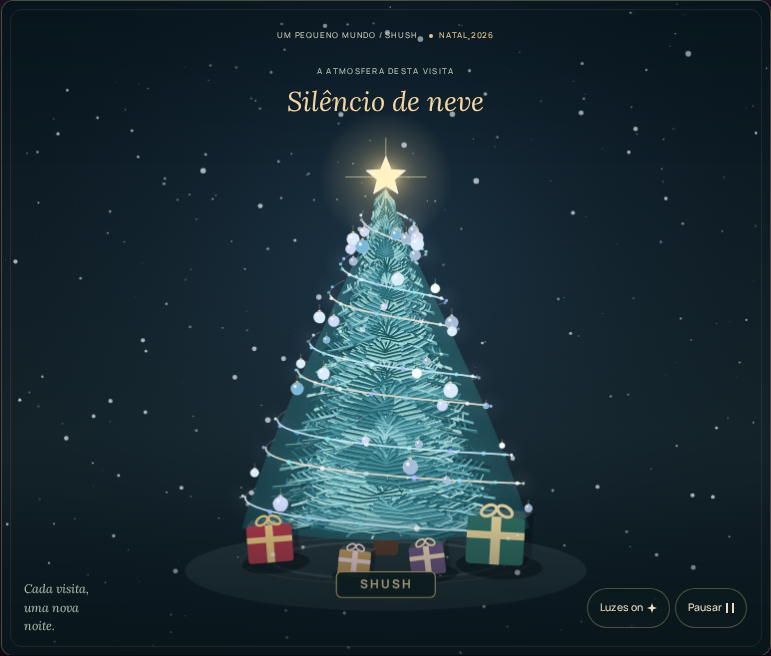 UM PEQUENO MUNDO / SHUSH NATAL 2026
A ATMOSFERA DESTA VISITA
Silêncio de neve
SHUSH
Cada visita,
uma nova
noite.
Luzes on
Pausar